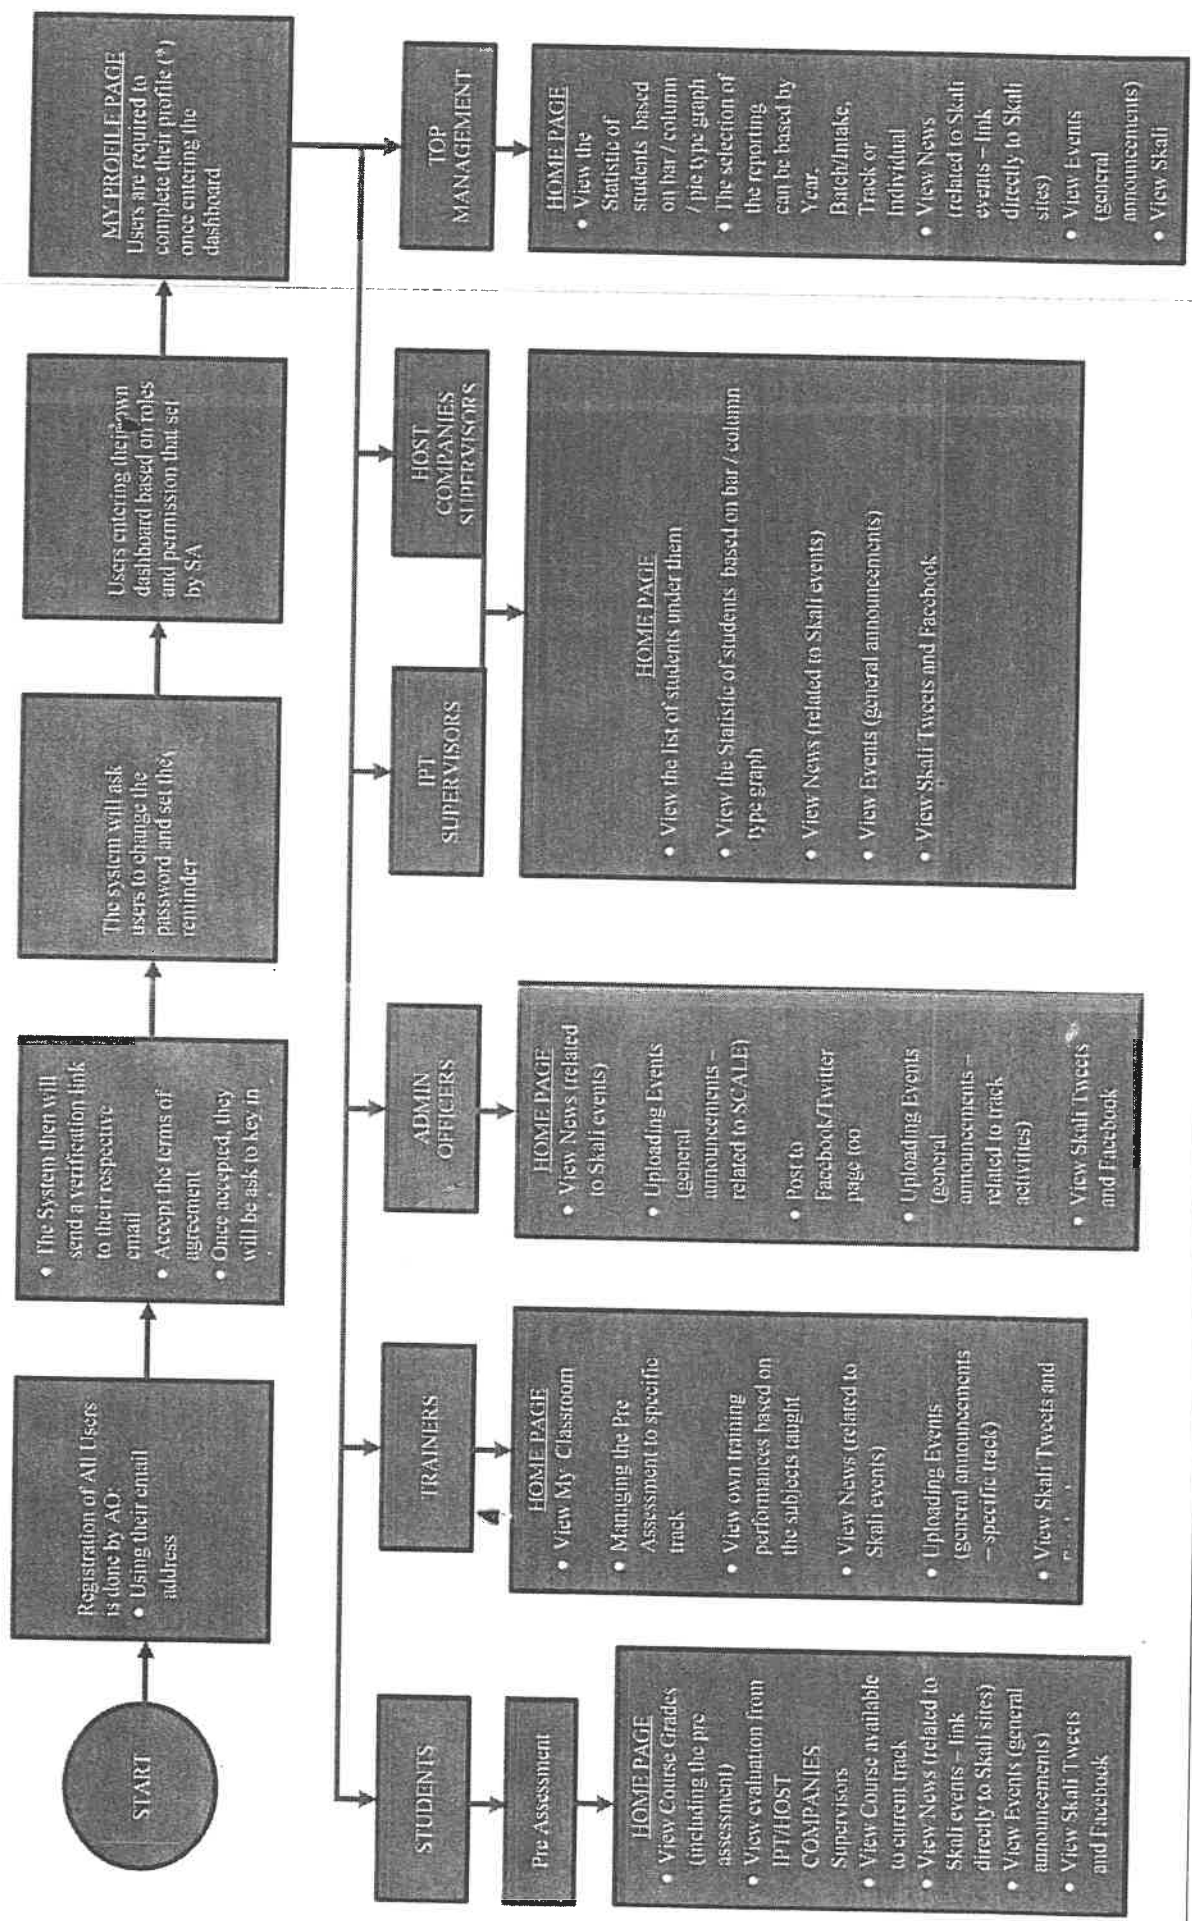 START
Registration of All Users
is done by AO:
• Using their email
address
• The System then will
send a verification link
to their respective
email
• Accept the terms of
agreement
• Once accepted, they
will be ask to key in
The system will ask
users to change the
password and set they
reminder
Users entering their own
dashboard based on roles
and permission that set
by SA
MY PROFILE PAGE
Users are required to
complete their profile (*)
once entering the
dashboard
STUDENTS
Pre Assessment
HOME PAGE
• View Course Grades
(including the pre
assessment)
• View evaluation from
IPT/HOST
COMPANIES
Supervisors
• View Course available
to current track
• View News (related to
Skali events – link
directly to Skali sites)
• View Events (general
announcements)
• View Skali Tweets
and Facebook
TRAINERS
HOME PAGE
• View My Classroom
• Managing the Pre
Assessment to specific
track
• View own training
performances based on
the subjects taught
• View News (related to
Skali events)
• Uploading Events
(general announcements
– specific track)
• View Skali Tweets and
ADMIN
OFFICERS
HOME PAGE
• View News (related
to Skali events)
• Uploading Events
(general
announcements –
related to SCALE)
• Post to
Facebook/Twitter
page too
• Uploading Events
(general
announcements –
related to track
activities)
• View Skali Tweets
and Facebook
IPT
SUPERVISORS
HOST
COMPANIES
SUPERVISORS
HOME PAGE
• View the list of students under them
• View the Statistic of students based on bar / column
type graph
• View News (related to Skali events)
• View Events (general announcements)
• View Skali Tweets and Facebook
TOP
MANAGEMENT
HOME PAGE
• View the
Statistic of
students based
on bar / column
/ pie type graph
• The selection of
the reporting
can be based by
Year,
Batch/Intake,
Track or
Individual
• View News
(related to Skali
events – link
directly to Skali
sites)
• View Events
(general
announcements)
• View Skali